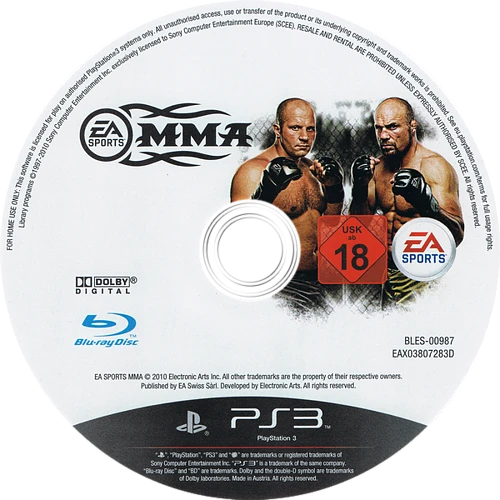 FOR HOME USE ONLY: This software is licensed for play on authorised PlayStation®3 systems only. All unauthorised access, use or transfer of the product or its underlying copyright and trademark works is prohibited. See eu.playstation.com/terms for full usage rights.
Library programs ©1997-2010 Sony Computer Entertainment Inc. exclusively licensed to Sony Computer Entertainment Europe (SCEE). RESALE AND RENTAL ARE PROHIBITED UNLESS EXPRESSLY AUTHORISED BY SCEE. All rights reserved.
EA
SPORTS
MMA
USK
ab
18
EA
SPORTS
DOLBY
DIGITAL
Blu-ray Disc
TM
BLES-00987
EAX03807283D
EA SPORTS MMA © 2010 Electronic Arts Inc. All other trademarks are the property of their respective owners.
Published by EA Swiss Sàrl. Developed by Electronic Arts. All rights reserved.
PS3
PlayStation 3
" ", "PlayStation", "PS3" and " " are trademarks or registered trademarks of
Sony Computer Entertainment Inc. "PS3" is a trademark of the same company.
"Blu-ray Disc" and "BD" are trademarks. Dolby and the double-D symbol are trademarks
of Dolby laboratories. Made in Austria. All rights reserved.